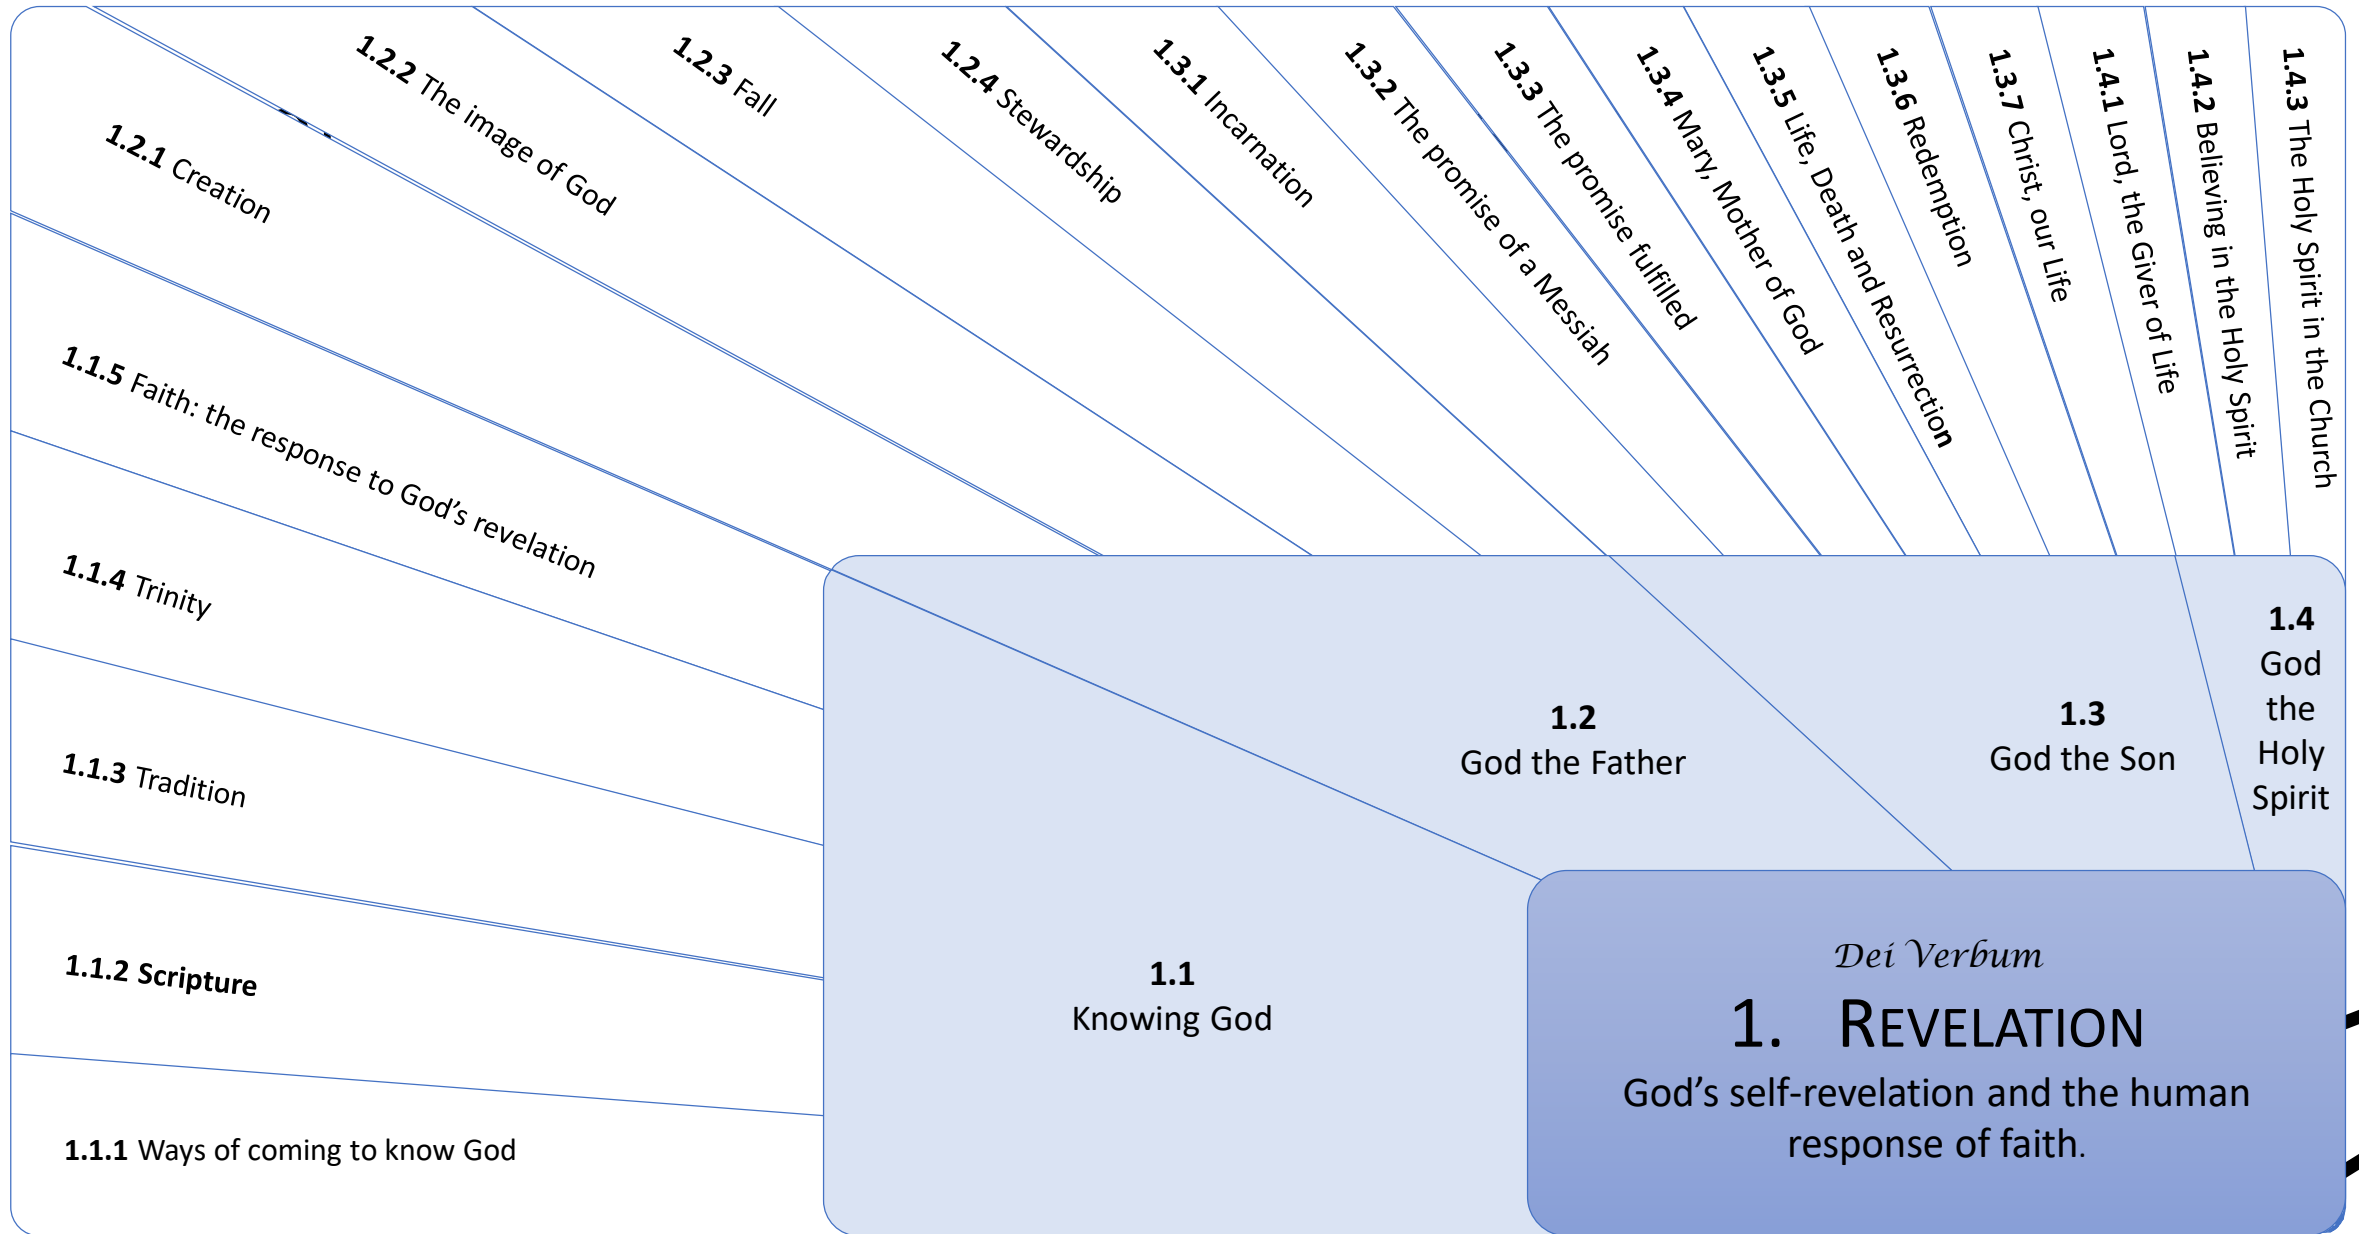 1.2.1 Creation
1.2.2 The image of God
1.2.3 Fall
1.2.4 Stewardship
1.3.1 Incarnation
1.3.2 The promise of a Messiah
1.3.3 The promise fulfilled
1.3.4 Mary, Mother of God
1.3.5 Life, Death and Resurrection
1.3.6 Redemption
1.3.7 Christ, our Life
1.4.1 Lord, the Giver of Life
1.4.2 Believing in the Holy Spirit
1.4.3 The Holy Spirit in the Church
1.1.5 Faith: the response to God’s revelation
1.1.4 Trinity
1.1.3 Tradition
1.1.2 Scripture
1.1.1 Ways of coming to know God
1.1
Knowing God
1.2
God the Father
1.3
God the Son
1.4
God
the
Holy
Spirit
Dei Verbum
1. REVELATION
God’s self-revelation and the human
response of faith.